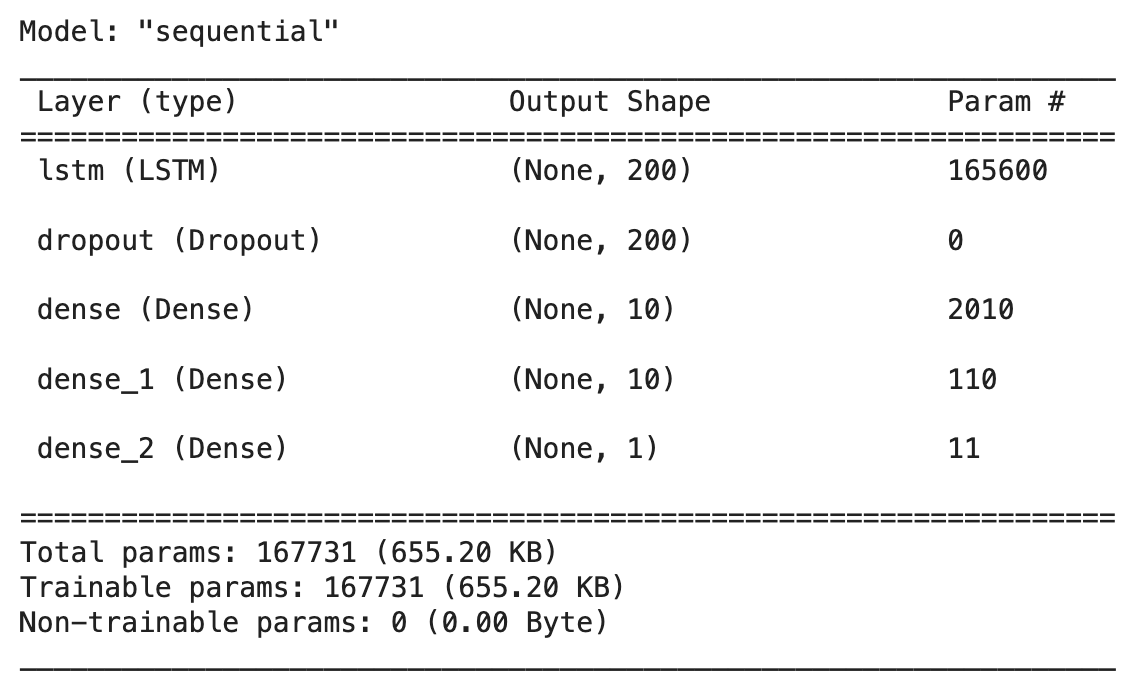 Model: "sequential"
_________________________________________________________________
Layer (type) Output Shape Param #
=================================================================
lstm (LSTM) (None, 200) 165600
dropout (Dropout) (None, 200) 0
dense (Dense) (None, 10) 2010
dense_1 (Dense) (None, 10) 110
dense_2 (Dense) (None, 1) 11
=================================================================
Total params: 167731 (655.20 KB)
Trainable params: 167731 (655.20 KB)
Non-trainable params: 0 (0.00 Byte)
_________________________________________________________________